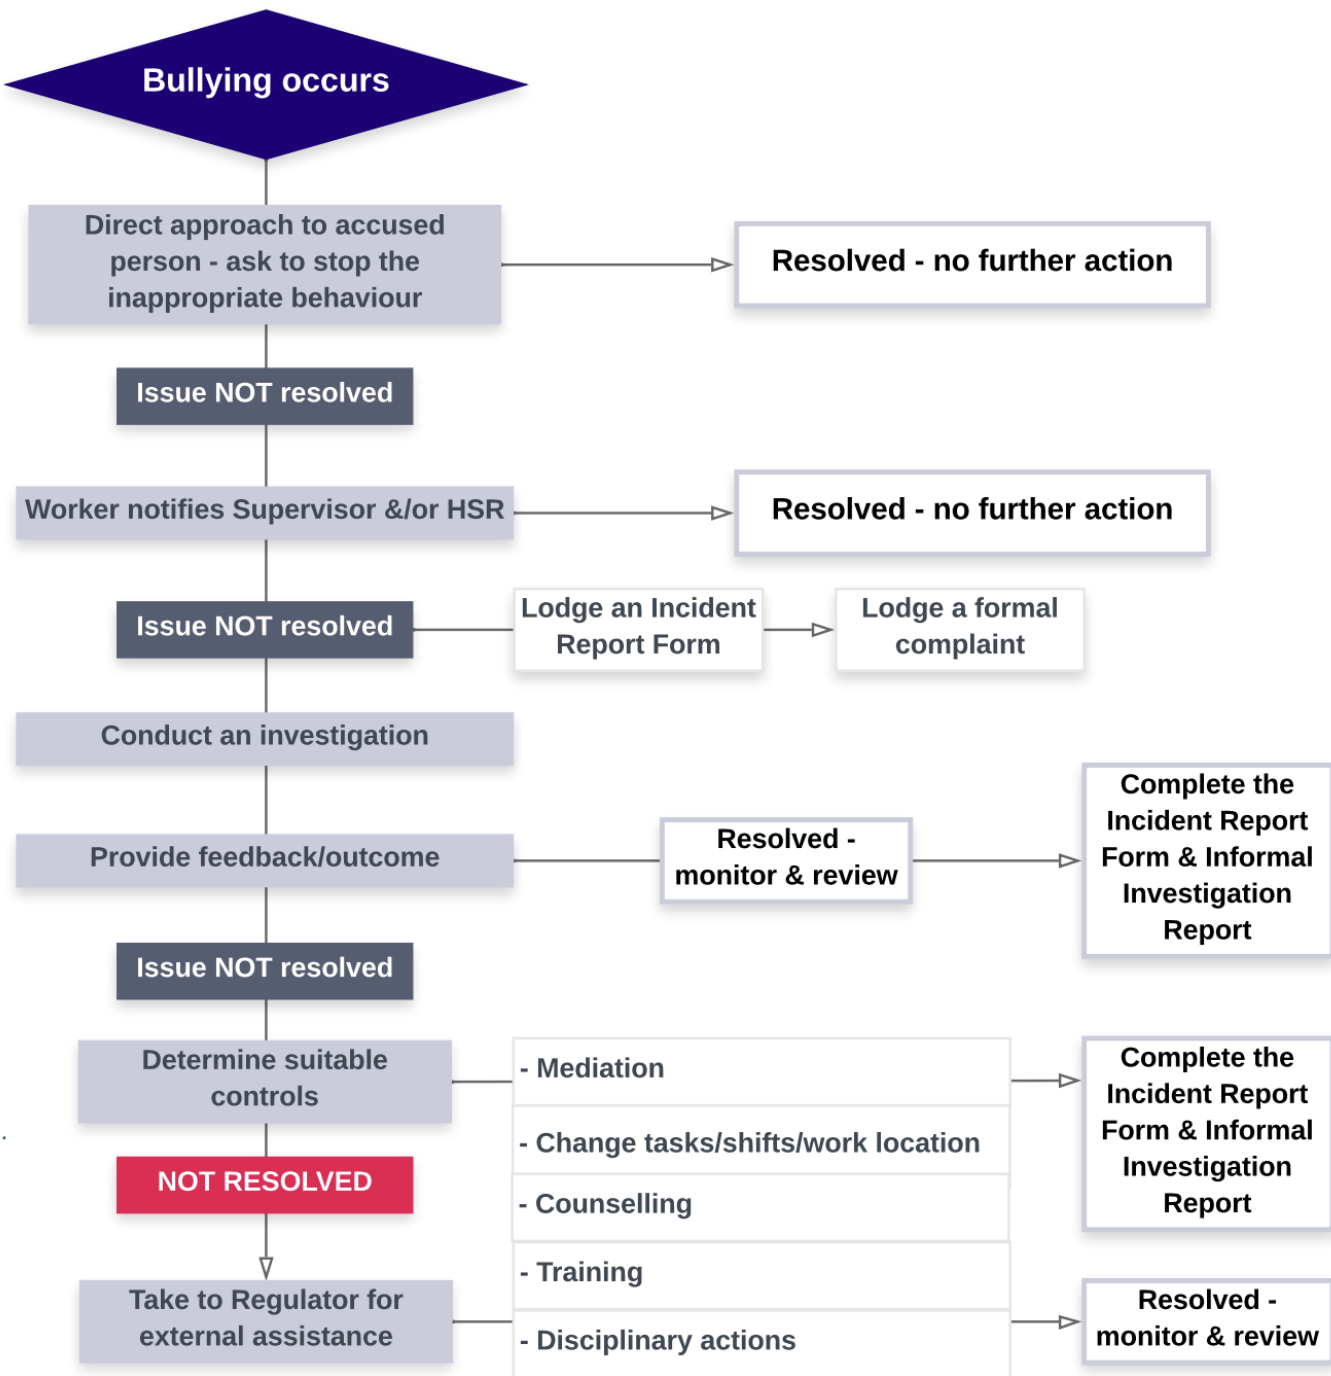 Bullying occurs
Direct approach to accused
person - ask to stop the
inappropriate behaviour
Resolved - no further action
Issue NOT resolved
Worker notifies Supervisor &/or HSR
Resolved - no further action
Issue NOT resolved
Lodge an Incident
Report Form
Lodge a formal
complaint
Conduct an investigation
Provide feedback/outcome
Resolved -
monitor & review
Complete the
Incident Report
Form & Informal
Investigation
Report
Issue NOT resolved
Determine suitable
controls
- Mediation
- Change tasks/shifts/work location
- Counselling
- Training
- Disciplinary actions
Complete the
Incident Report
Form & Informal
Investigation
Report
NOT RESOLVED
Take to Regulator for
external assistance
Resolved -
monitor & review